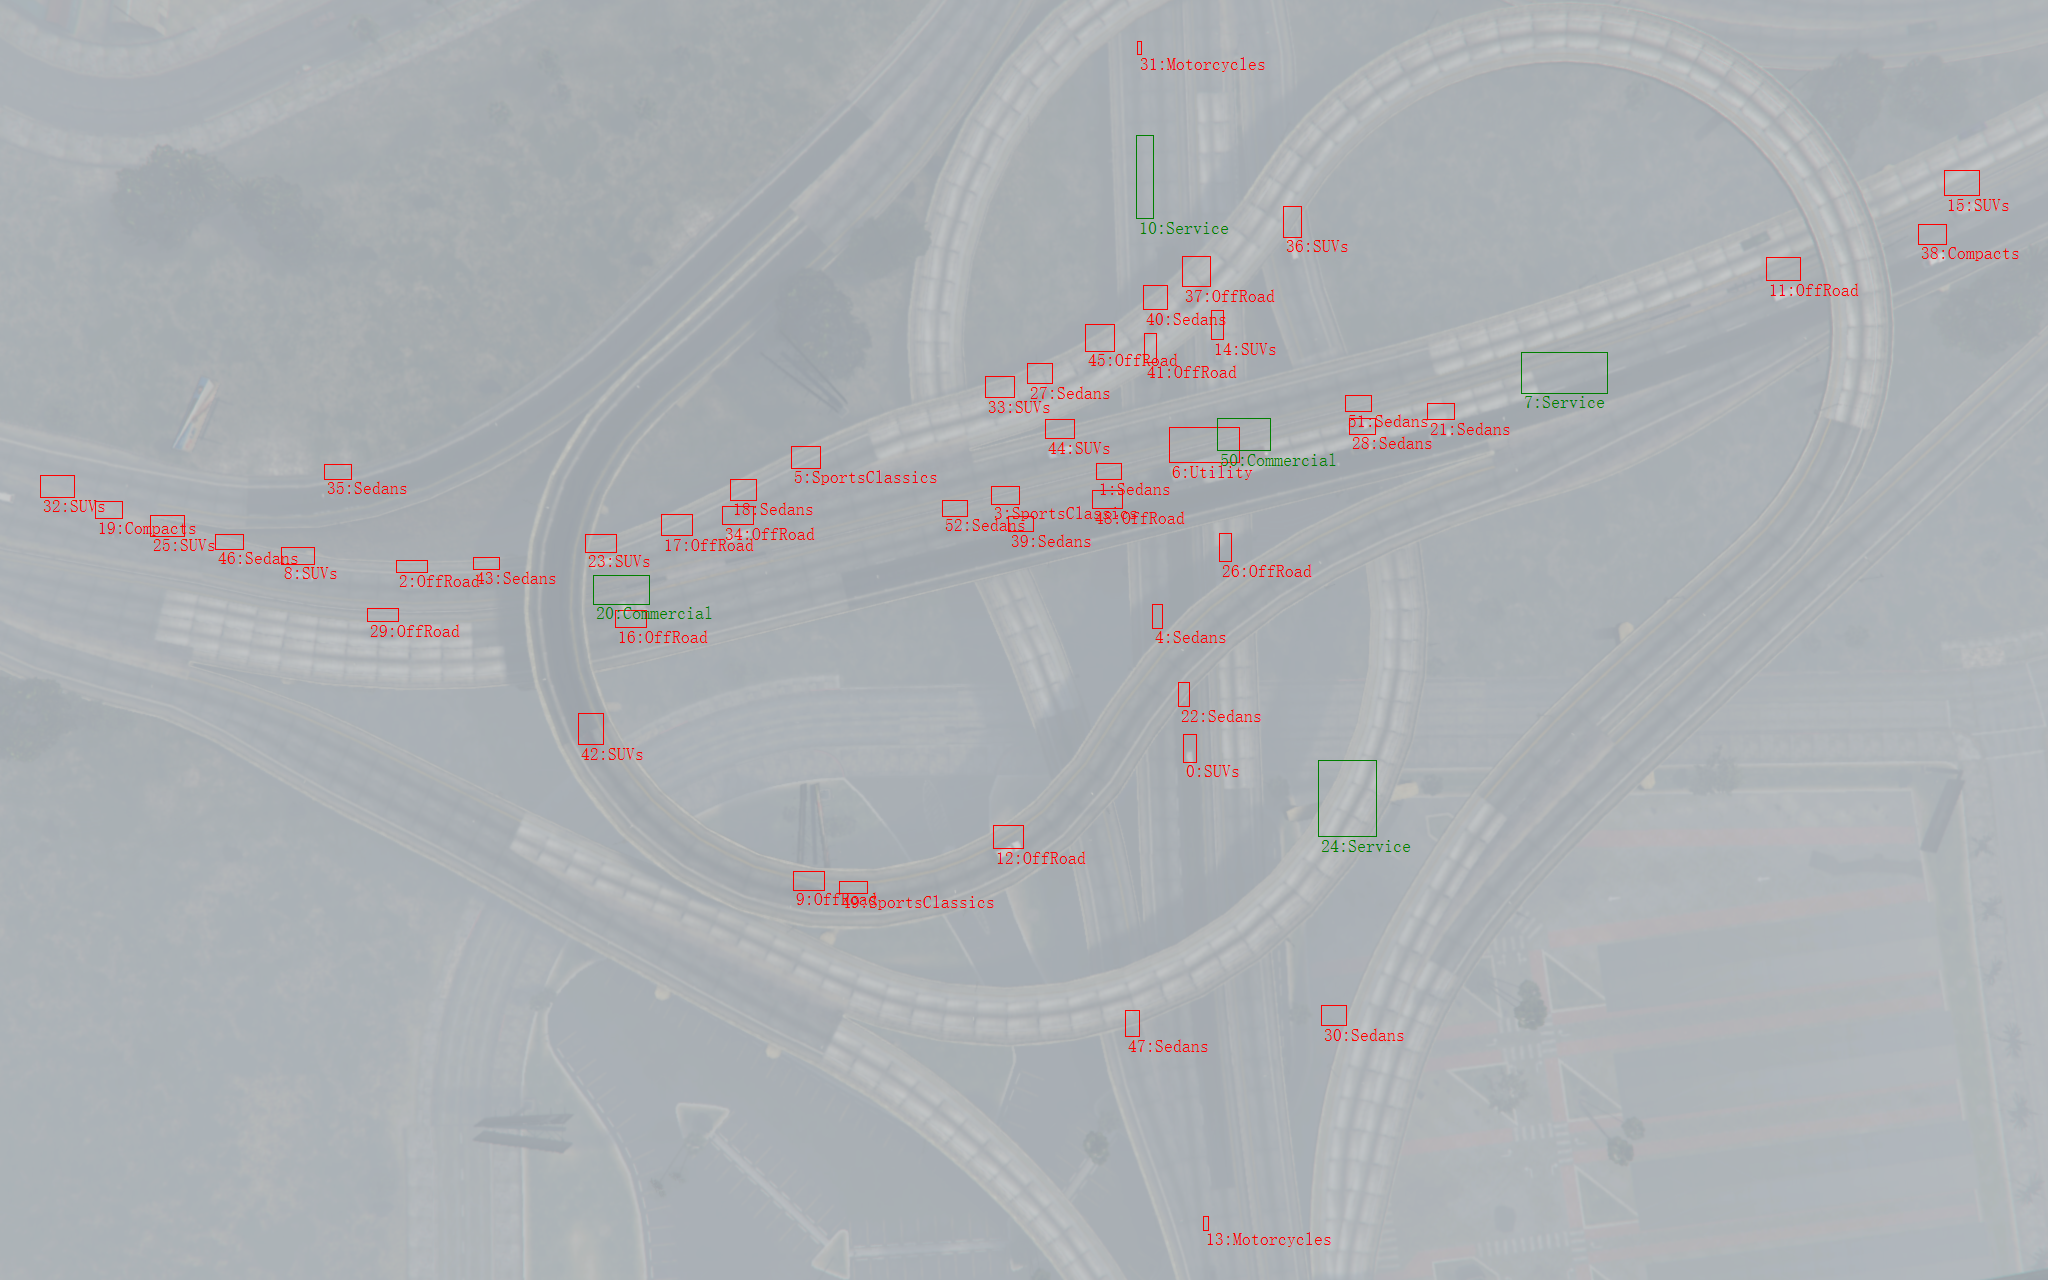 31:Motorcycles
10:Service
15:SUVs
36:SUVs
38:Compacts
37:OffRoad
11:OffRoad
40:Sedans
14:SUVs
45:OffRoad
41:OffRoad
27:Sedans
33:SUVs
7:Service
51:Sedans
21:Sedans
28:Sedans
44:SUVs
50:Commercial
6:Utility
5:SportsClassics
35:Sedans
1:Sedans
32:SUVs
18:Sedans
3:SportsClassics
48:OffRoad
19:Compacts
52:Sedans
34:OffRoad
39:Sedans
25:SUVs
17:OffRoad
46:Sedans
23:SUVs
8:SUVs
26:OffRoad
2:OffRoad
43:Sedans
20:Commercial
29:OffRoad
16:OffRoad
4:Sedans
22:Sedans
42:SUVs
0:SUVs
24:Service
12:OffRoad
9:OffRoad
49:SportsClassics
30:Sedans
47:Sedans
13:Motorcycles